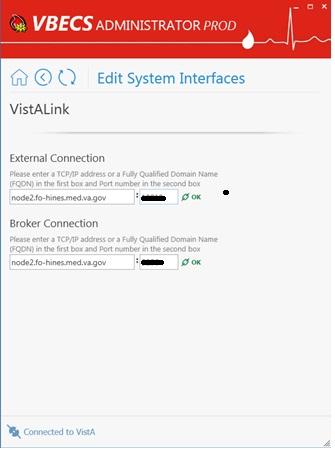 VBECS ADMINISTRATOR PROD
Edit System Interfaces
VistALink
External Connection
Please enter a TCP/IP address or a Fully Qualified Domain Name
(FQDN) in the first box and Port number in the second box
node2.fo-hines.med.va.gov : OK
Broker Connection
Please enter a TCP/IP address or a Fully Qualified Domain Name
(FQDN) in the first box and Port number in the second box
node2.fo-hines.med.va.gov : OK
Connected to VistA